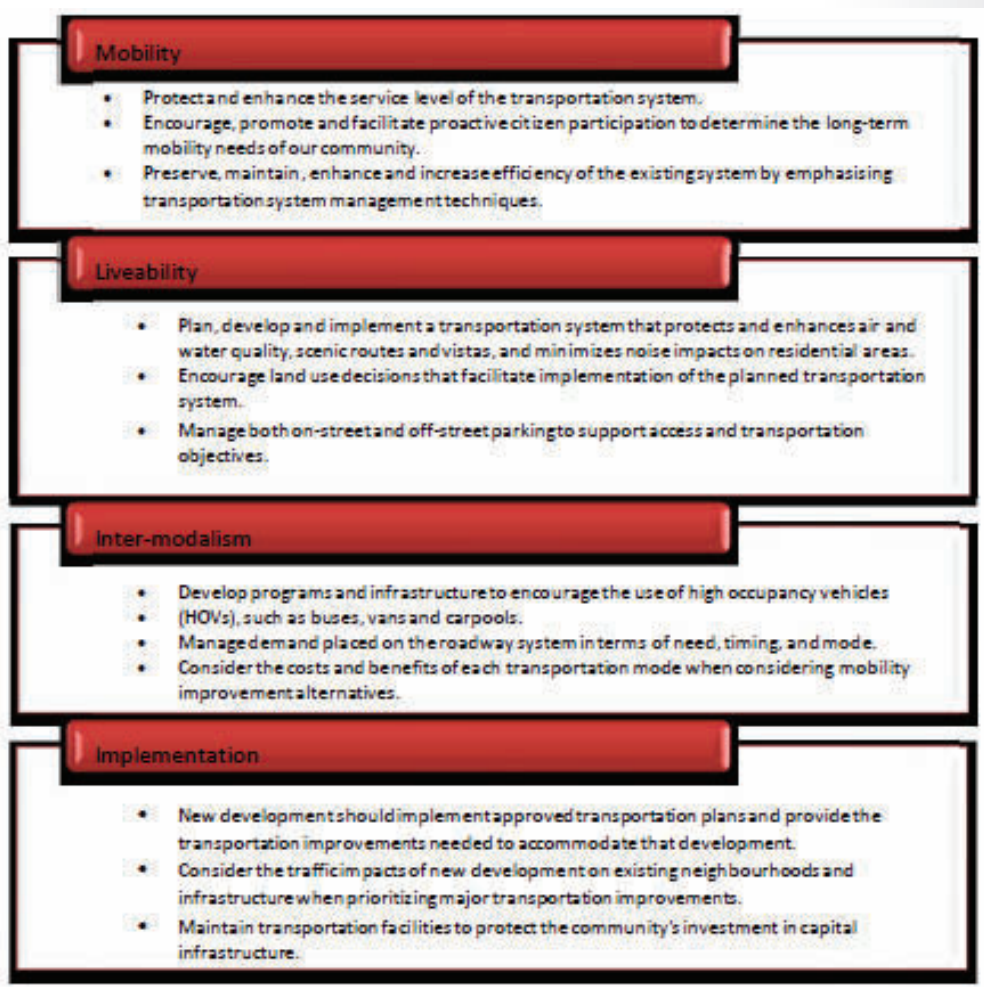 Mobility
• Protect and enhance the service level of the transportation system.
• Encourage, promote and facilitate proactive citizen participation to determine the long-term
mobility needs of our community.
• Preserve, maintain, enhance and increase efficiency of the existing system by emphasising
transportation system management techniques.
Liveability
• Plan, develop and implement a transportation system that protects and enhances air and
water quality, scenic routes and vistas, and minimizes noise impacts on residential areas.
• Encourage land use decisions that facilitate implementation of the planned transportation
system.
• Manage both on-street and off-street parking to support access and transportation
objectives.
Inter-modalism
• Develop programs and infrastructure to encourage the use of high occupancy vehicles
• (HOVs), such as buses, vans and carpools.
• Manage demand placed on the roadway system in terms of need, timing, and mode.
• Consider the costs and benefits of each transportation mode when considering mobility
improvement alternatives.
Implementation
• New development should implement approved transportation plans and provide the
transportation improvements needed to accommodate that development.
• Consider the traffic impacts of new development on existing neighbourhoods and
infrastructure when prioritizing major transportation improvements.
• Maintain transportation facilities to protect the community's investment in capital
infrastructure.